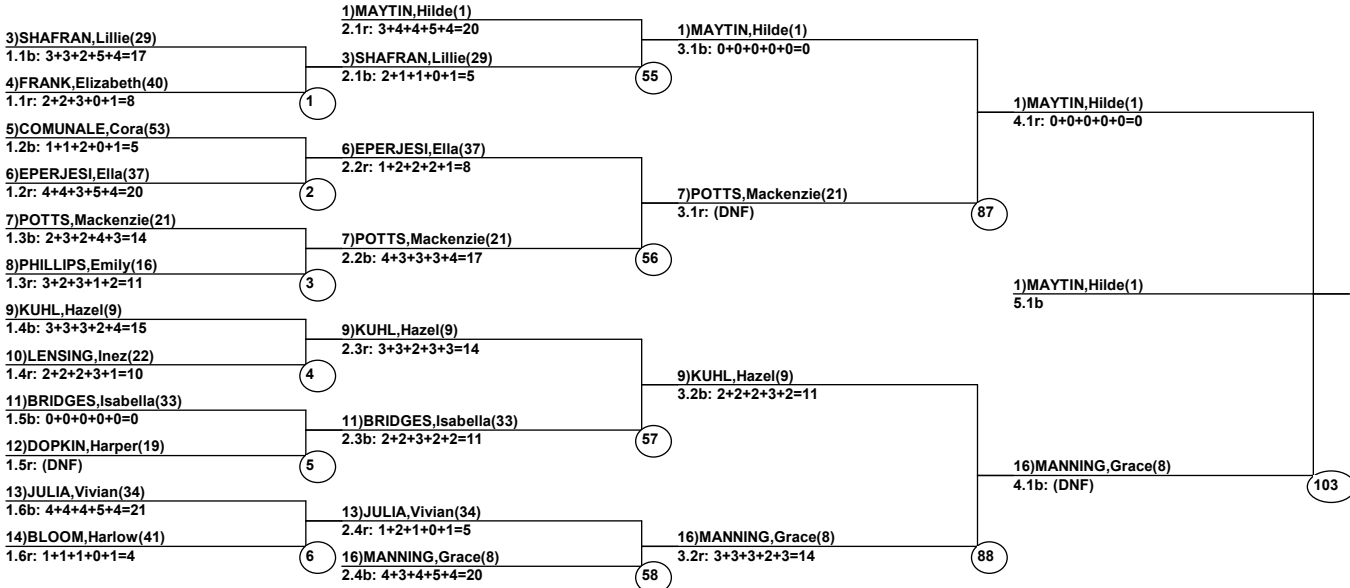 3)SHAFRAN,Lillie(29)
1.1b: 3+3+2+5+4=17
4)FRANK,Elizabeth(40)
1.1r: 2+2+3+0+1=8
1
5)COMUNALE,Cora(53)
1.2b: 1+1+2+0+1=5
6)EPERJESI,Ella(37)
1.2r: 4+4+3+5+4=20
2
7)POTTS,Mackenzie(21)
1.3b: 2+3+2+4+3=14
8)PHILLIPS,Emily(16)
1.3r: 3+2+3+1+2=11
3
9)KUHL,Hazel(9)
1.4b: 3+3+3+2+4=15
10)LENSING,Inez(22)
1.4r: 2+2+2+3+1=10
4
11)BRIDGES,Isabella(33)
1.5b: 0+0+0+0+0=0
12)DOPKIN,Harper(19)
1.5r: (DNF)
5
13)JULIA,Vivian(34)
1.6b: 4+4+4+5+4=21
14)BLOOM,Harlow(41)
1.6r: 1+1+1+0+1=4
6
1)MAYTIN,Hilde(1)
2.1r: 3+4+4+5+4=20
3)SHAFRAN,Lillie(29)
2.1b: 2+1+1+0+1=5
55
6)EPERJESI,Ella(37)
2.2r: 1+2+2+2+1=8
7)POTTS,Mackenzie(21)
2.2b: 4+3+3+3+4=17
56
9)KUHL,Hazel(9)
2.3r: 3+3+2+3+3=14
11)BRIDGES,Isabella(33)
2.3b: 2+2+3+2+2=11
57
13)JULIA,Vivian(34)
2.4r: 1+2+1+0+1=5
16)MANNING,Grace(8)
2.4b: 4+3+4+5+4=20
58
1)MAYTIN,Hilde(1)
3.1b: 0+0+0+0+0=0
7)POTTS,Mackenzie(21)
3.1r: (DNF)
87
9)KUHL,Hazel(9)
3.2b: 2+2+2+3+2=11
16)MANNING,Grace(8)
3.2r: 3+3+3+2+3=14
88
1)MAYTIN,Hilde(1)
4.1r: 0+0+0+0+0=0
16)MANNING,Grace(8)
4.1b: (DNF)
103
1)MAYTIN,Hilde(1)
5.1b